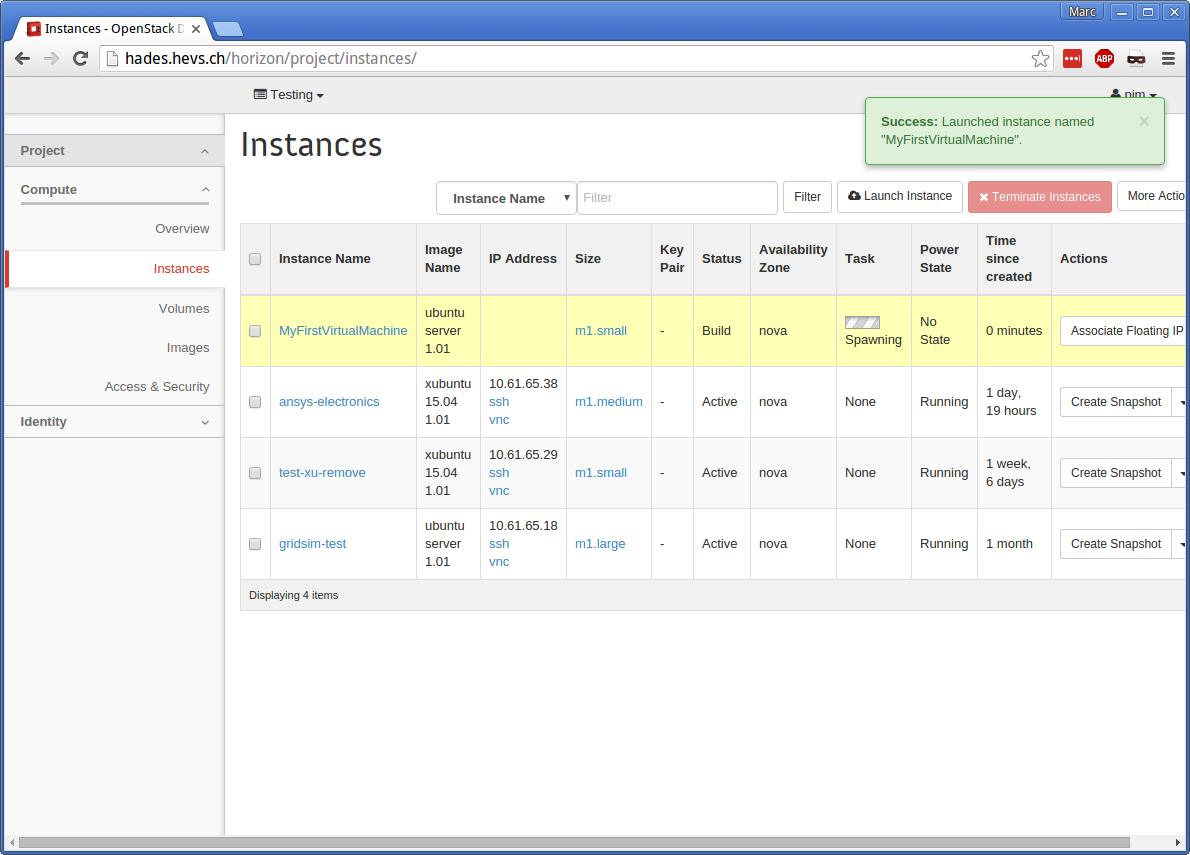 Marc
Instances - OpenStack D
hades.hevs.ch/horizon/project/instances/
ABP
Testing
pim
Success: Launched instance named
"MyFirstVirtualMachine".
Project
Compute
Overview
Instances
Volumes
Images
Access & Security
Identity
Instances
Instance Name Filter Filter Launch Instance Terminate Instances More Actio
Instance Name Image Name IP Address Size Key Pair Status Availability Zone Task Power State Time since created Actions
MyFirstVirtualMachine ubuntu server 1.01 m1.small - Build nova Spawning No State 0 minutes Associate Floating IP
ansys-electronics xubuntu 15.04 1.01 10.61.65.38 ssh vnc m1.medium - Active nova None Running 1 day, 19 hours Create Snapshot
test-xu-remove xubuntu 15.04 1.01 10.61.65.29 ssh vnc m1.small - Active nova None Running 1 week, 6 days Create Snapshot
gridsim-test ubuntu server 1.01 10.61.65.18 ssh vnc m1.large - Active nova None Running 1 month Create Snapshot
Displaying 4 items